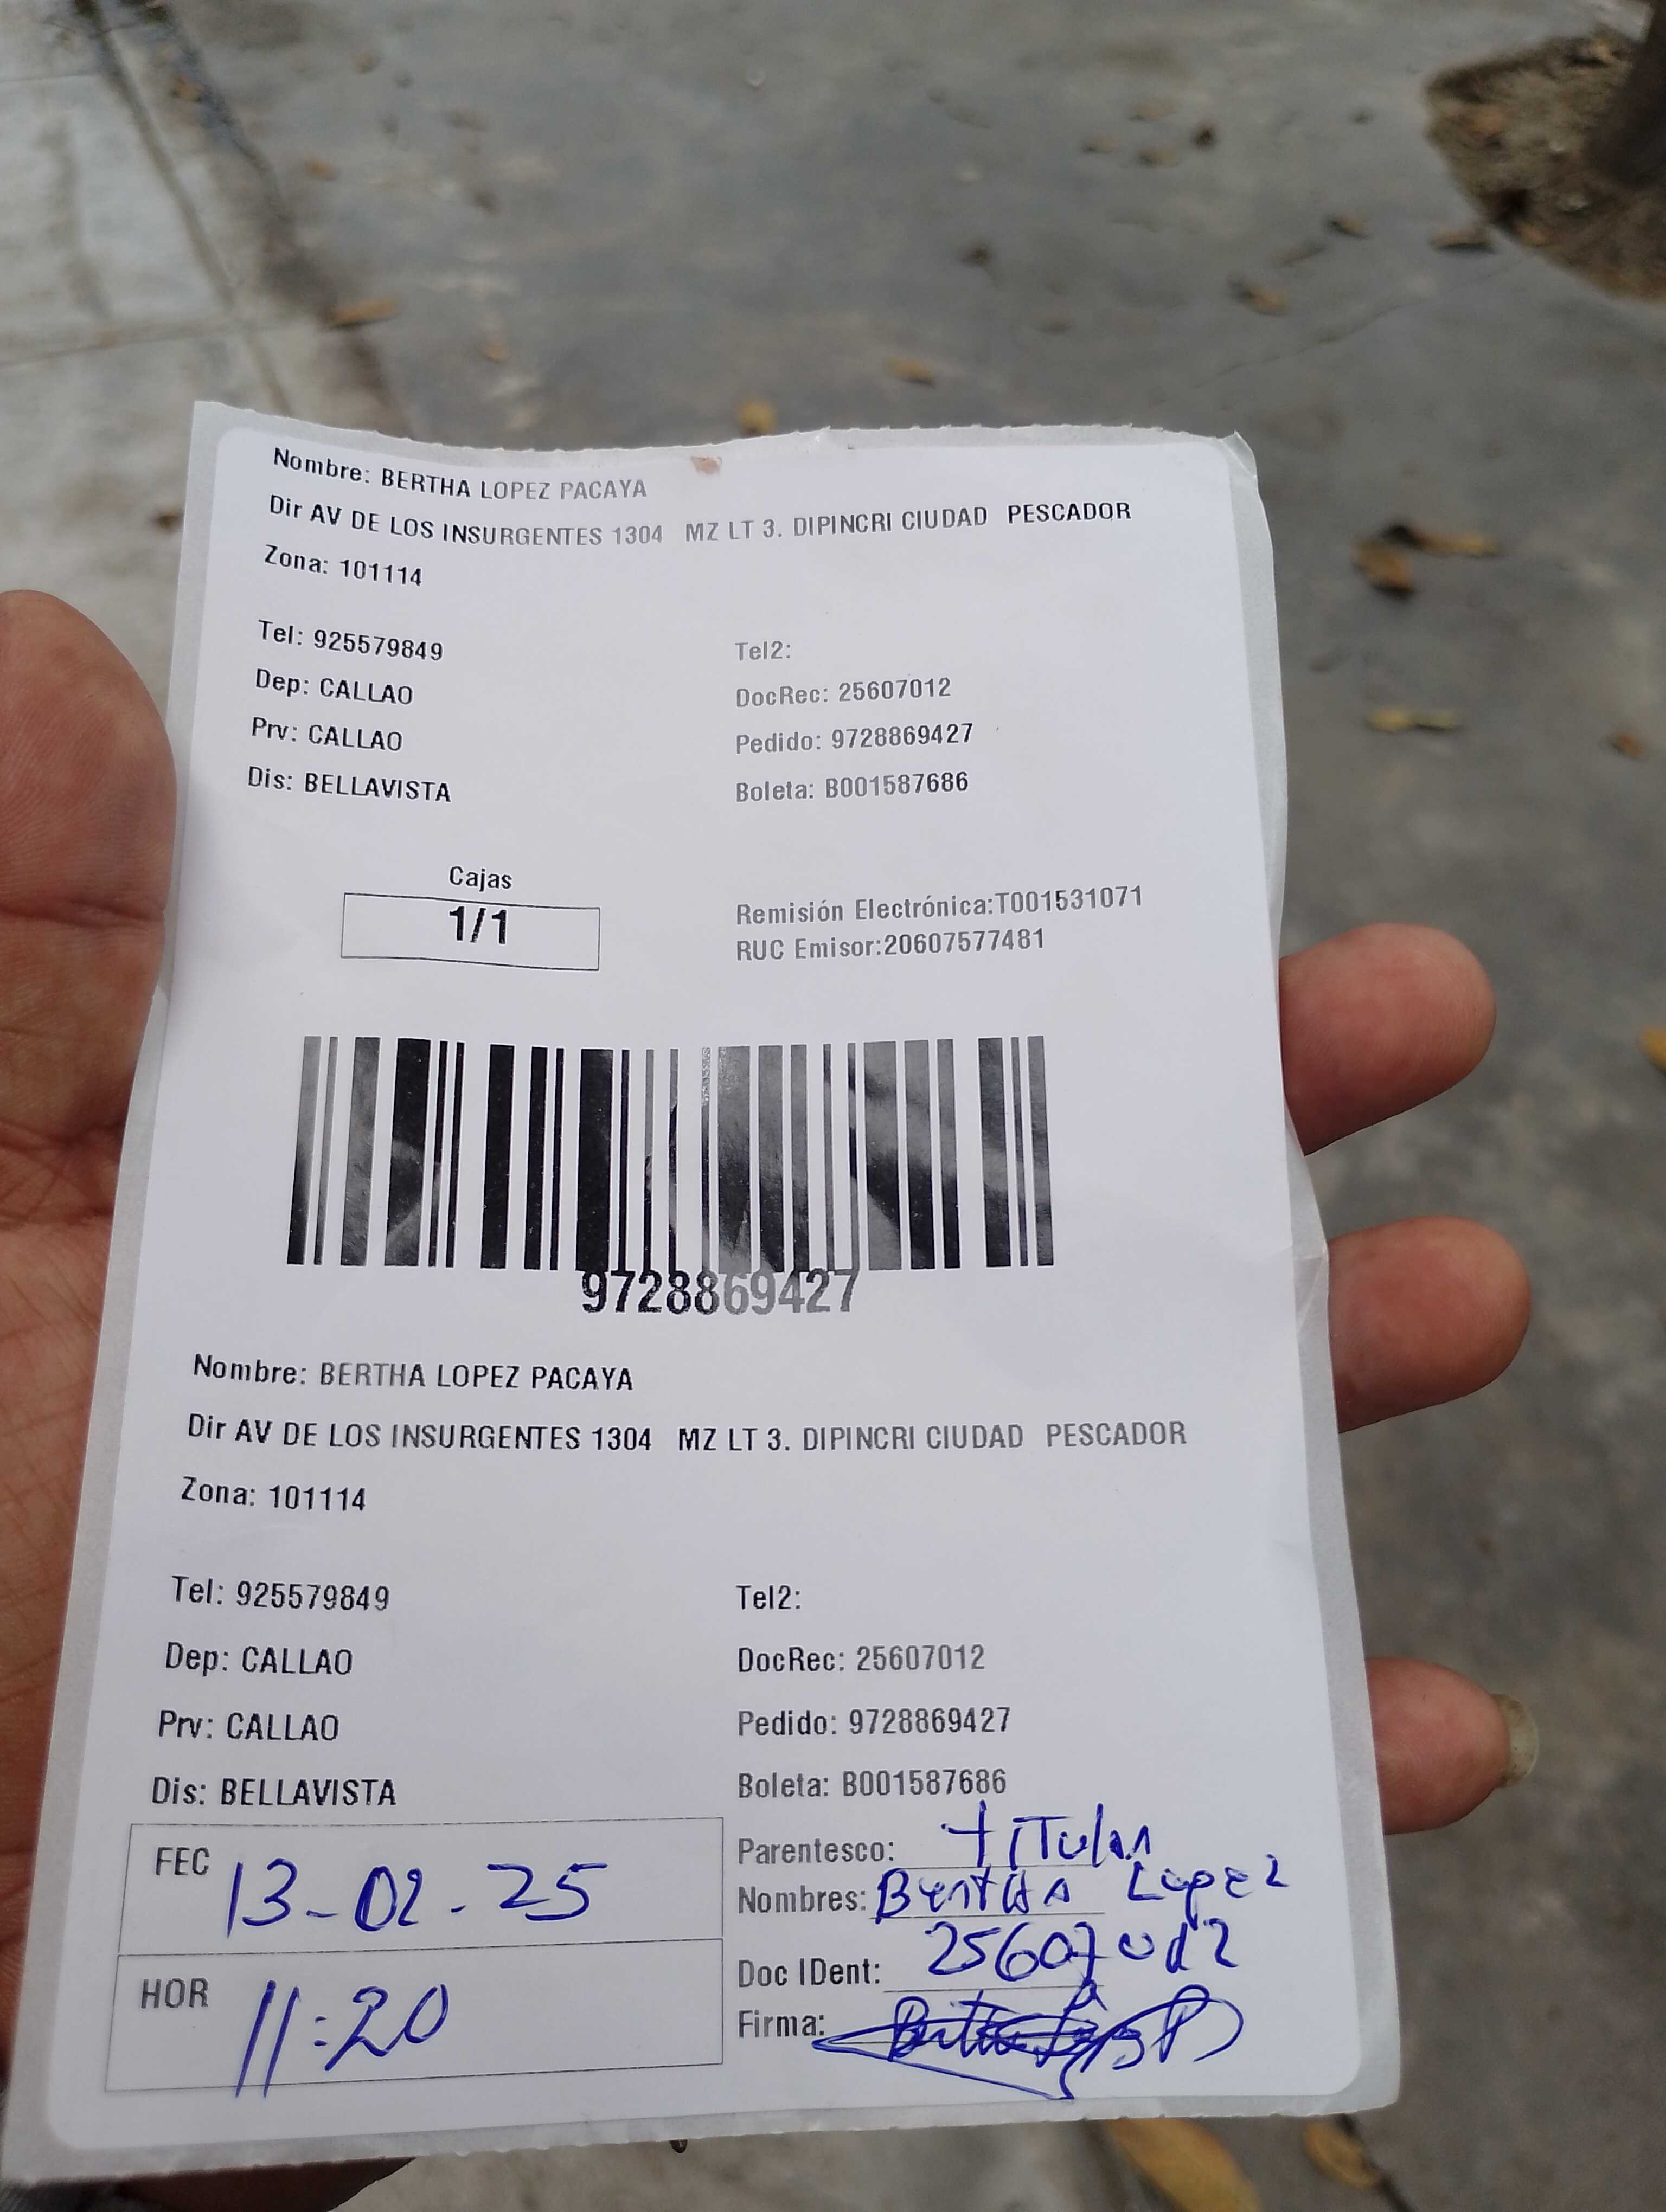 Nombre: BERTHA LOPEZ PACAYA
Dir AV DE LOS INSURGENTES 1304 MZ LT 3. DIPINCRI CIUDAD PESCADOR
Zona: 101114
Tel: 925579849 Tel2:
Dep: CALLAO DocRec: 25607012
Prv: CALLAO Pedido: 9728869427
Dis: BELLAVISTA Boleta: B001587686
Cajas
1/1
Remisión Electrónica:T001531071
RUC Emisor:20607577481
9728869427
Nombre: BERTHA LOPEZ PACAYA
Dir AV DE LOS INSURGENTES 1304 MZ LT 3. DIPINCRI CIUDAD PESCADOR
Zona: 101114
Tel: 925579849 Tel2:
Dep: CALLAO DocRec: 25607012
Prv: CALLAO Pedido: 9728869427
Dis: BELLAVISTA Boleta: B001587686
FEC 13-02-25
HOR 11:20
Parentesco: Titular
Nombres: Bertha Lopez
Doc IDent: 25607012
Firma: